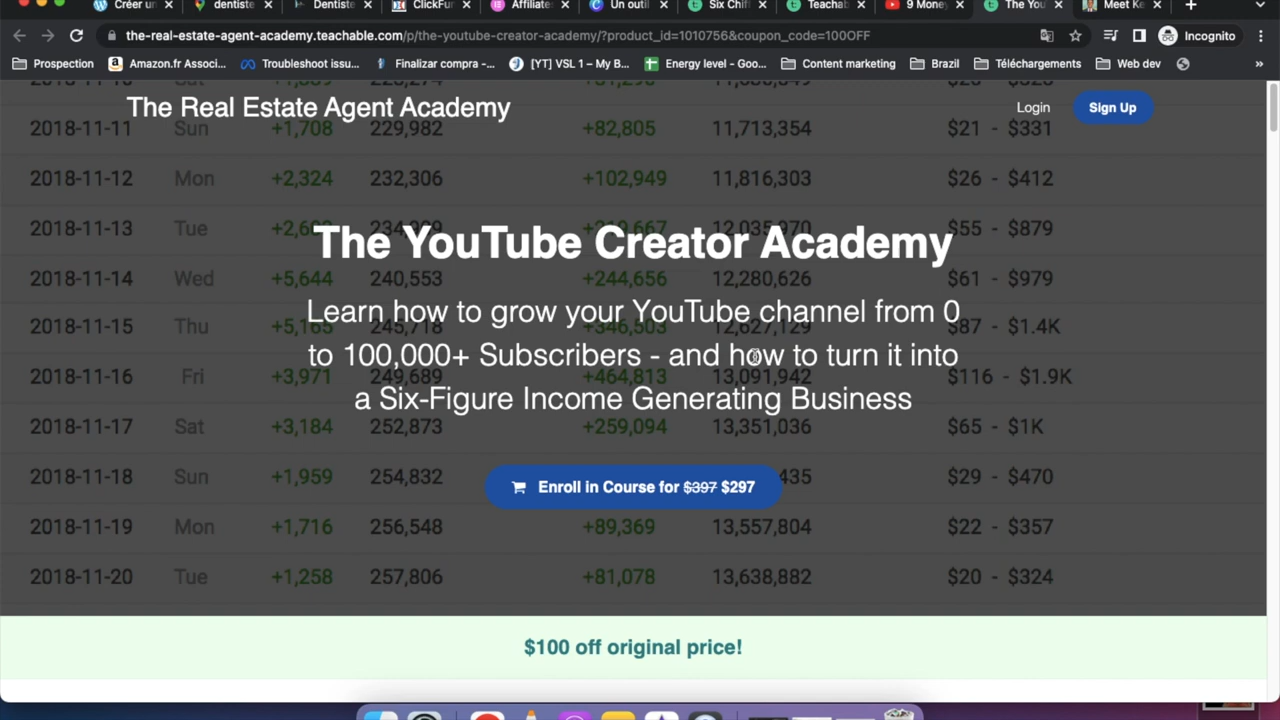 Créer un
dentiste
Dentiste
ClickFun
Affiliate
Un outil
Six Chiff
Teachab
9 Money
The You
Meet Ke
the-real-estate-agent-academy.teachable.com/p/the-youtube-creator-academy/?product_id=1010756&coupon_code=100OFF
Incognito
Prospection
Amazon.fr Associ...
Troubleshoot issu...
Finalizar compra -...
[YT] VSL 1 – My B...
Energy level - Goo...
Content marketing
Brazil
Téléchargements
Web dev
»
The Real Estate Agent Academy
Login
Sign Up
2018-11-11 Sun +1,708 229,982 +82,805 11,713,354 $21 - $331
2018-11-12 Mon +2,324 232,306 +102,949 11,816,303 $26 - $412
2018-11-13 Tue $55 - $879
The YouTube Creator Academy
2018-11-14 Wed +5,644 240,553 +244,656 12,280,626 $61 - $979
Learn how to grow your YouTube channel from 0
2018-11-15 Thu +5,165 245,718 +346,503 12,627,129 $87 - $1.4K
to 100,000+ Subscribers - and how to turn it into
2018-11-16 Fri +3,971 249,689 +464,813 13,091,942 $116 - $1.9K
a Six-Figure Income Generating Business
2018-11-17 Sat +3,184 252,873 +259,094 13,351,036 $65 - $1K
2018-11-18 Sun +1,959 254,832 435 $29 - $470
Enroll in Course for $397 $297
2018-11-19 Mon +1,716 256,548 +89,369 13,557,804 $22 - $357
2018-11-20 Tue +1,258 257,806 +81,078 13,638,882 $20 - $324
$100 off original price!